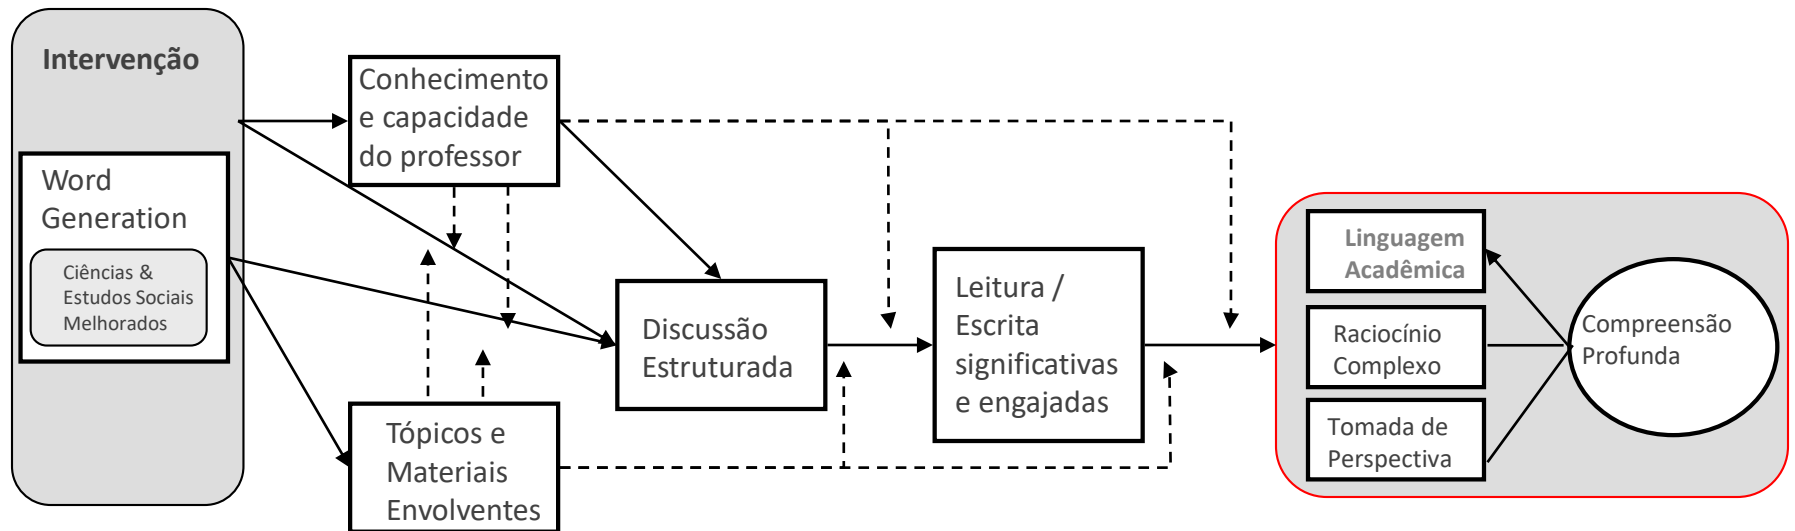 Intervenção
Word
Generation
Ciências &
Estudos Sociais
Melhorados
Conhecimento
e capacidade
do professor
Tópicos e
Materiais
Envolventes
Discussão
Estruturada
Leitura /
Escrita
significativas
e engajadas
Linguagem
Acadêmica
Raciocínio
Complexo
Tomada de
Perspectiva
Compreensão
Profunda